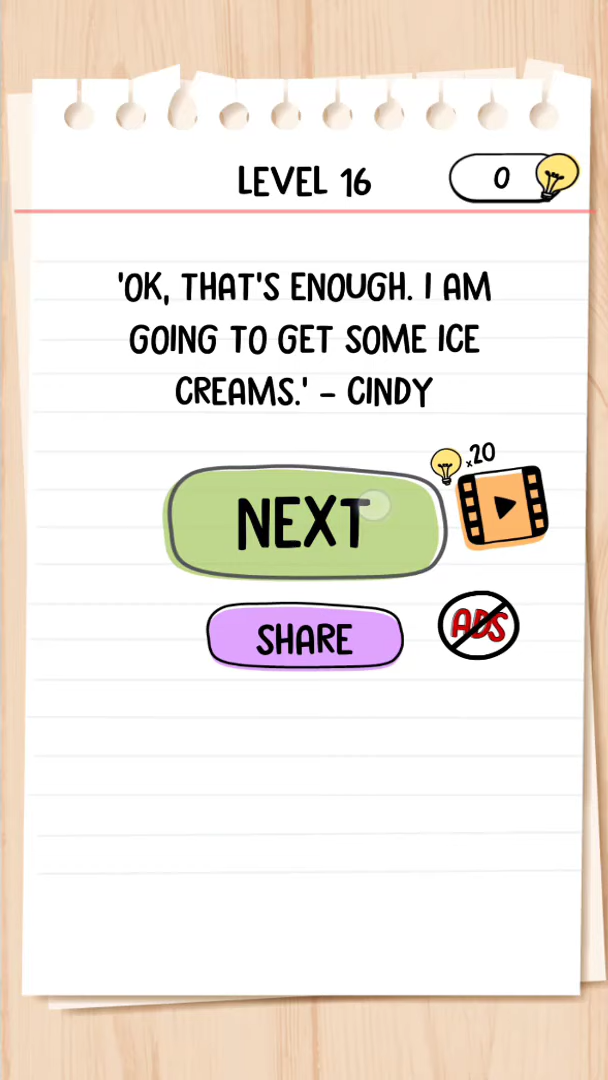 LEVEL 16
0
'OK, THAT'S ENOUGH. I AM
GOING TO GET SOME ICE
CREAMS.' – CINDY
x20
NEXT
SHARE
ADS